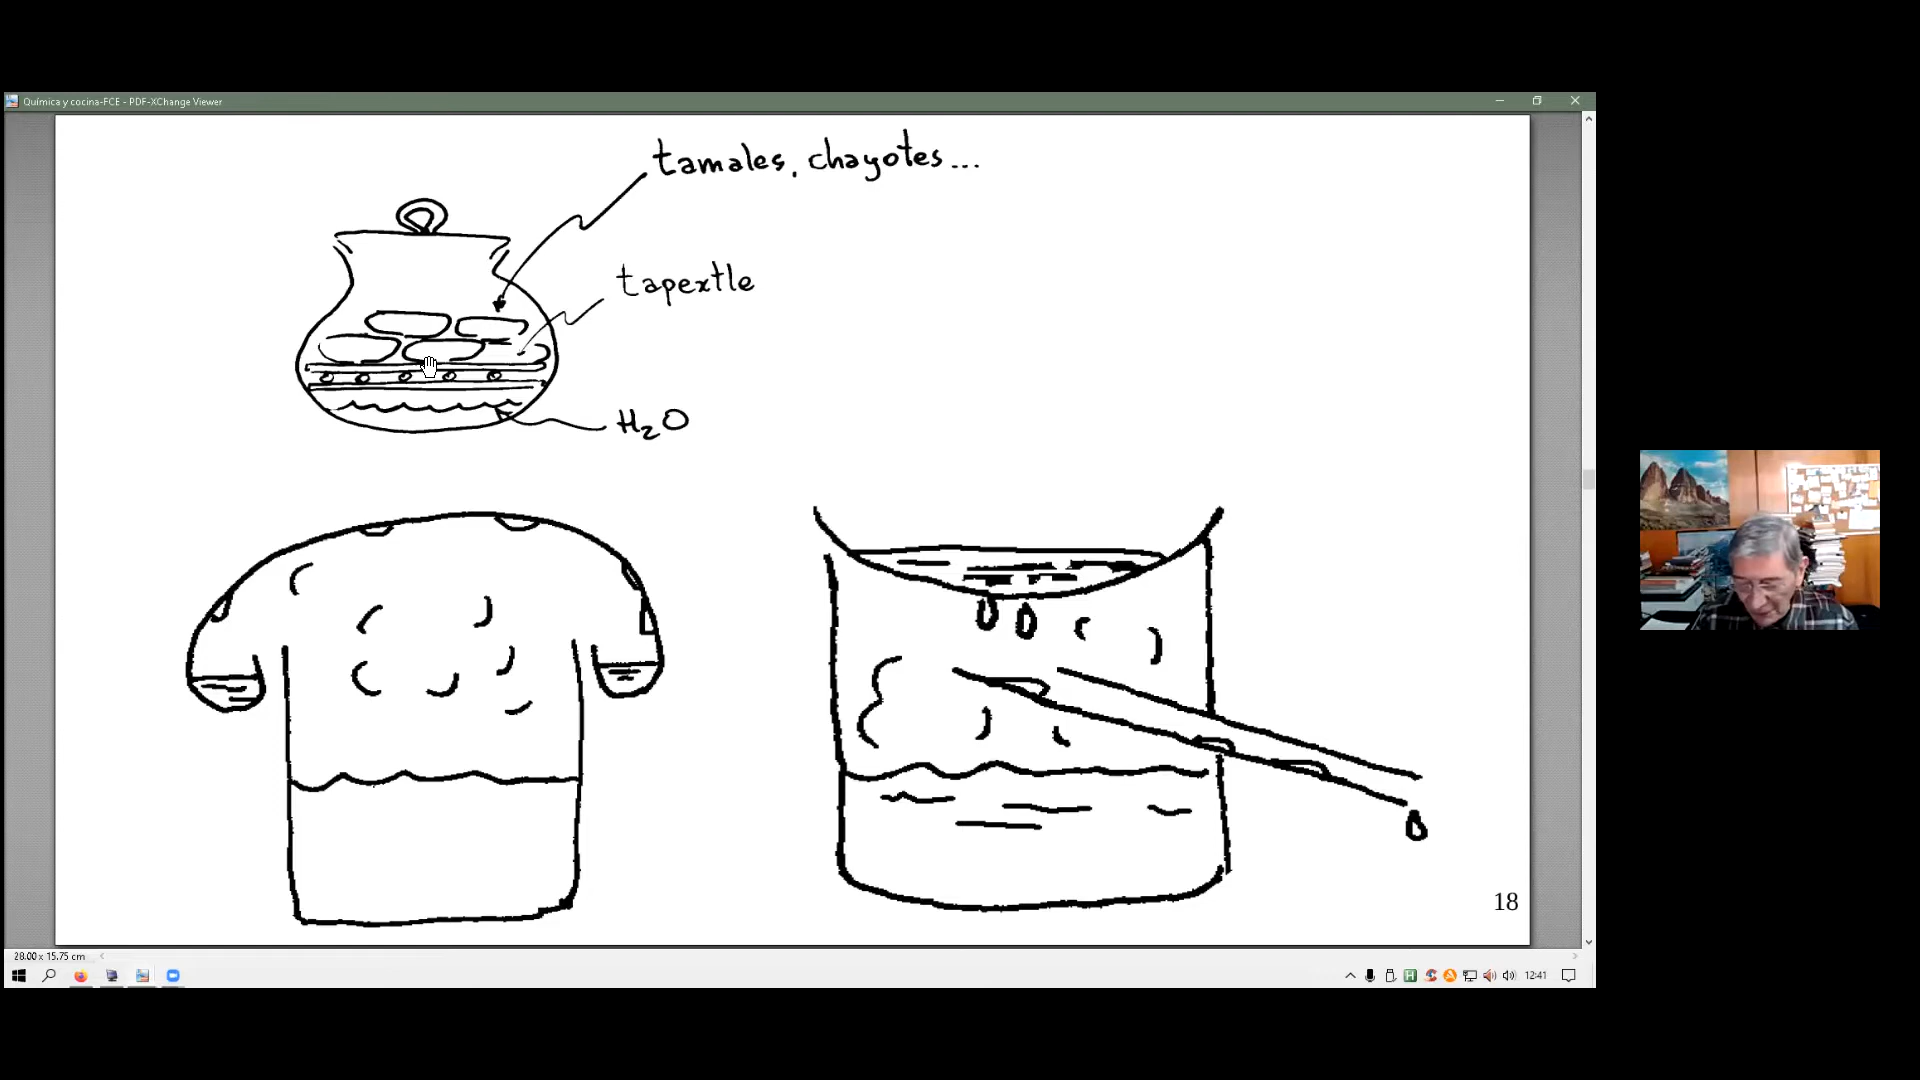 Química y cocina-FCE - PDF-XChange Viewer
tamales, chayotes...
tapextle
H₂O
18
28.00 x 15.75 cm
12:41